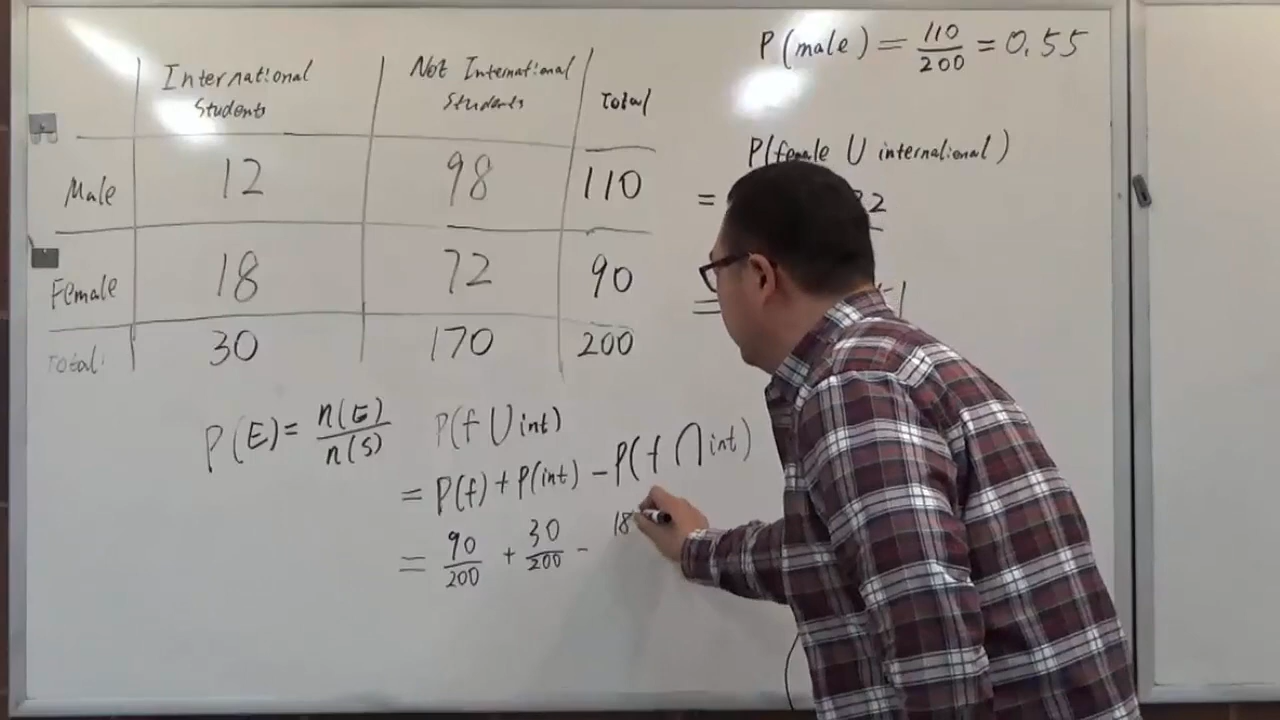 International Students | Not International Students | Total
Male | 12 | 98 | 110
Female | 18 | 72 | 90
Total: | 30 | 170 | 200
P(male) = 110/200 = 0.55
P(female ∪ international)
=
=
P(E) = n(E)/n(S)
P(f ∪ int)
= P(f) + P(int) - P(f ∩ int)
= 90/200 + 30/200 - 18